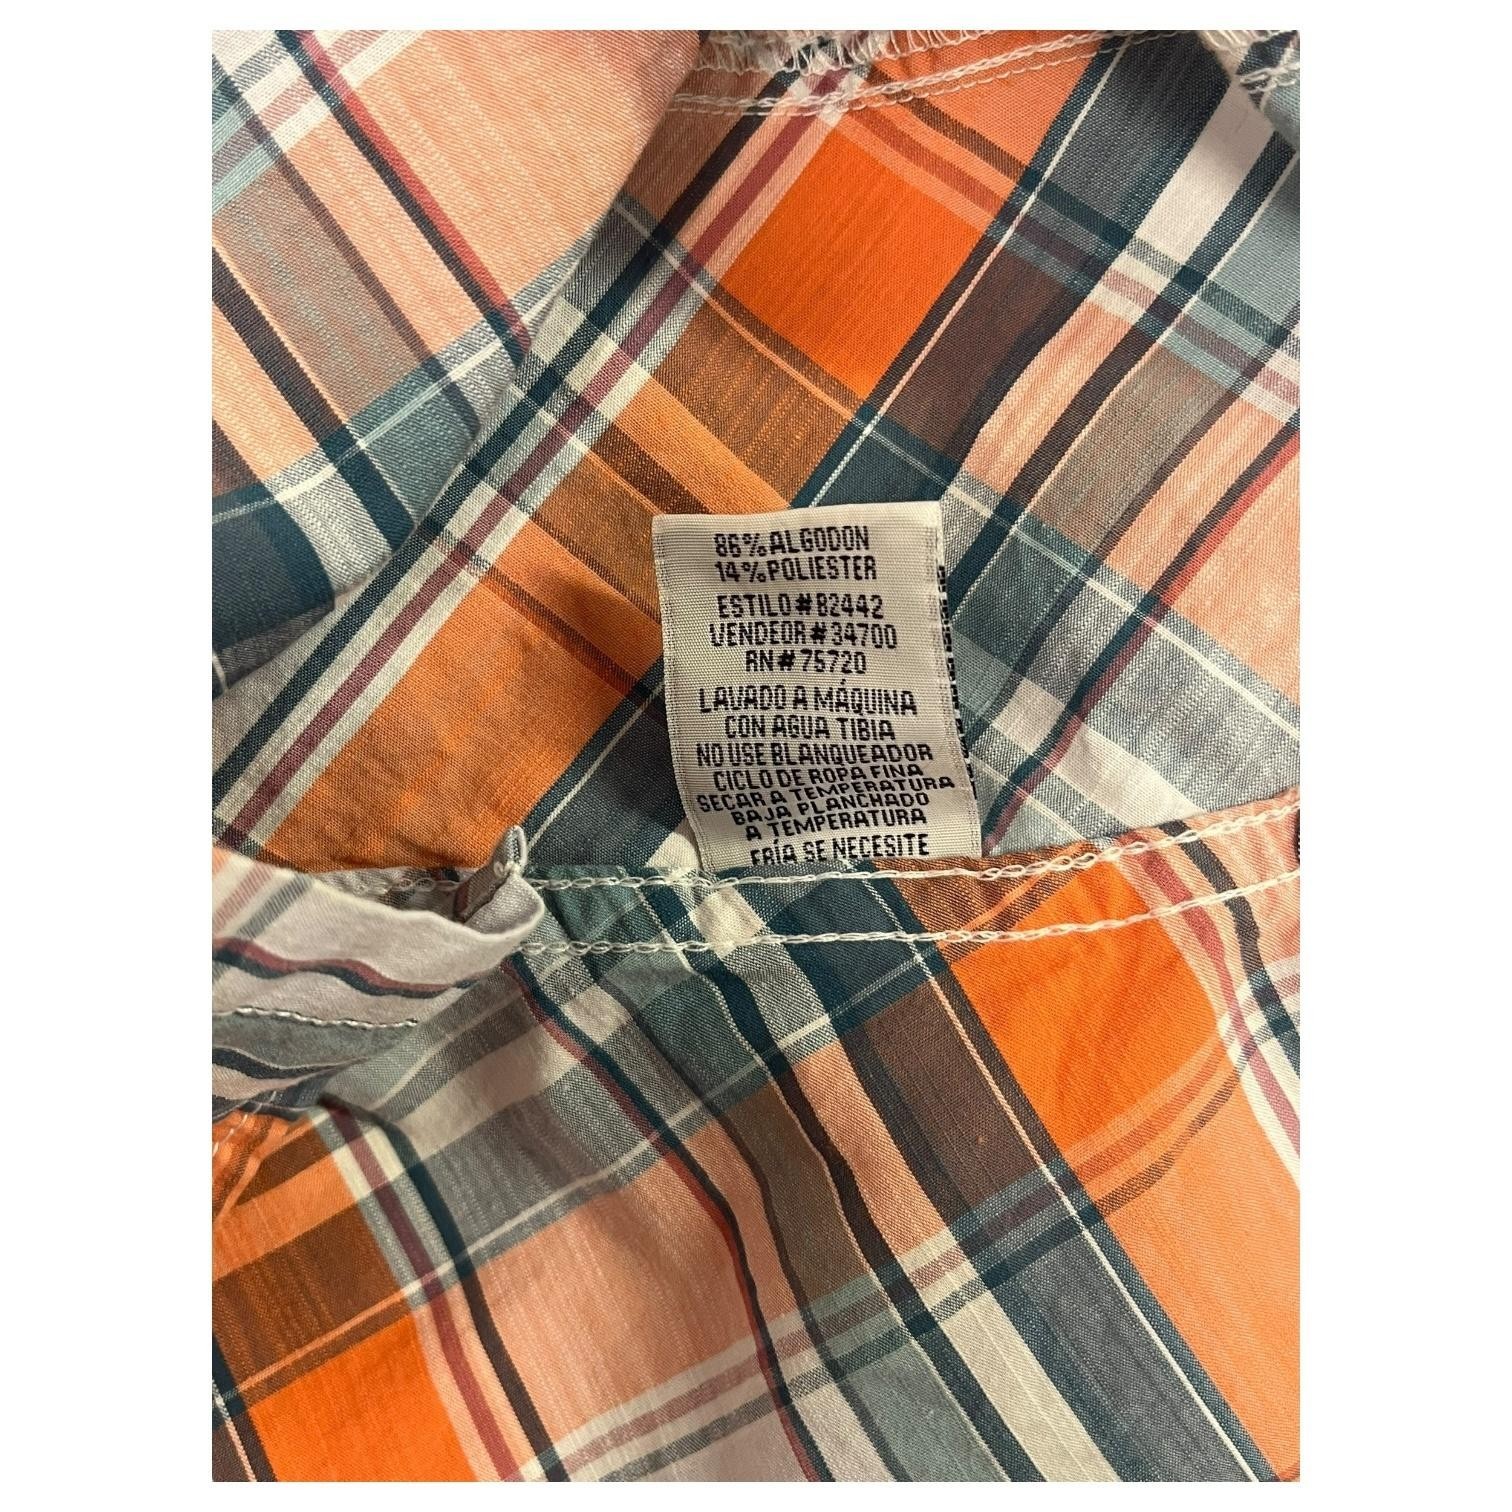 86% ALGODON
14% POLIESTER
ESTILO # 82442
VENDEOR # 34700
RN # 75720
LAVADO A MÁQUINA
CON AGUA TIBIA
NO USE BLANQUEADOR
CICLO DE ROPA FINA
SECAR A TEMPERATURA
BAJA PLANCHADO
A TEMPERATURA
FRÍA SE NECESITE